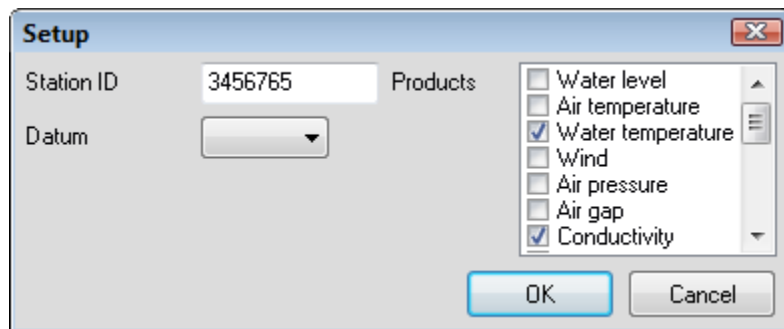 Setup
Station ID 3456765 Products
Datum
Water level
Air temperature
Water temperature
Wind
Air pressure
Air gap
Conductivity
OK Cancel